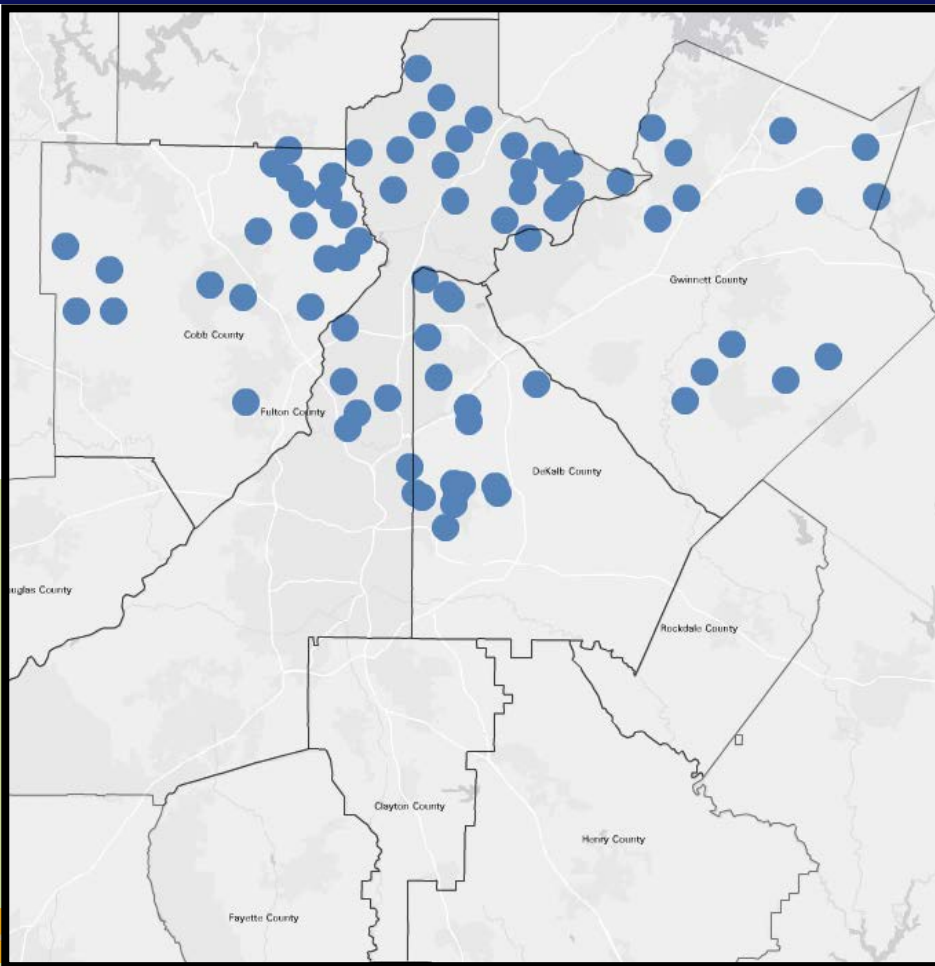 Gwinnett County
Cobb County
Fulton County
DeKalb County
uglas County
Rockdale County
Clayton County
Henry County
Fayette County